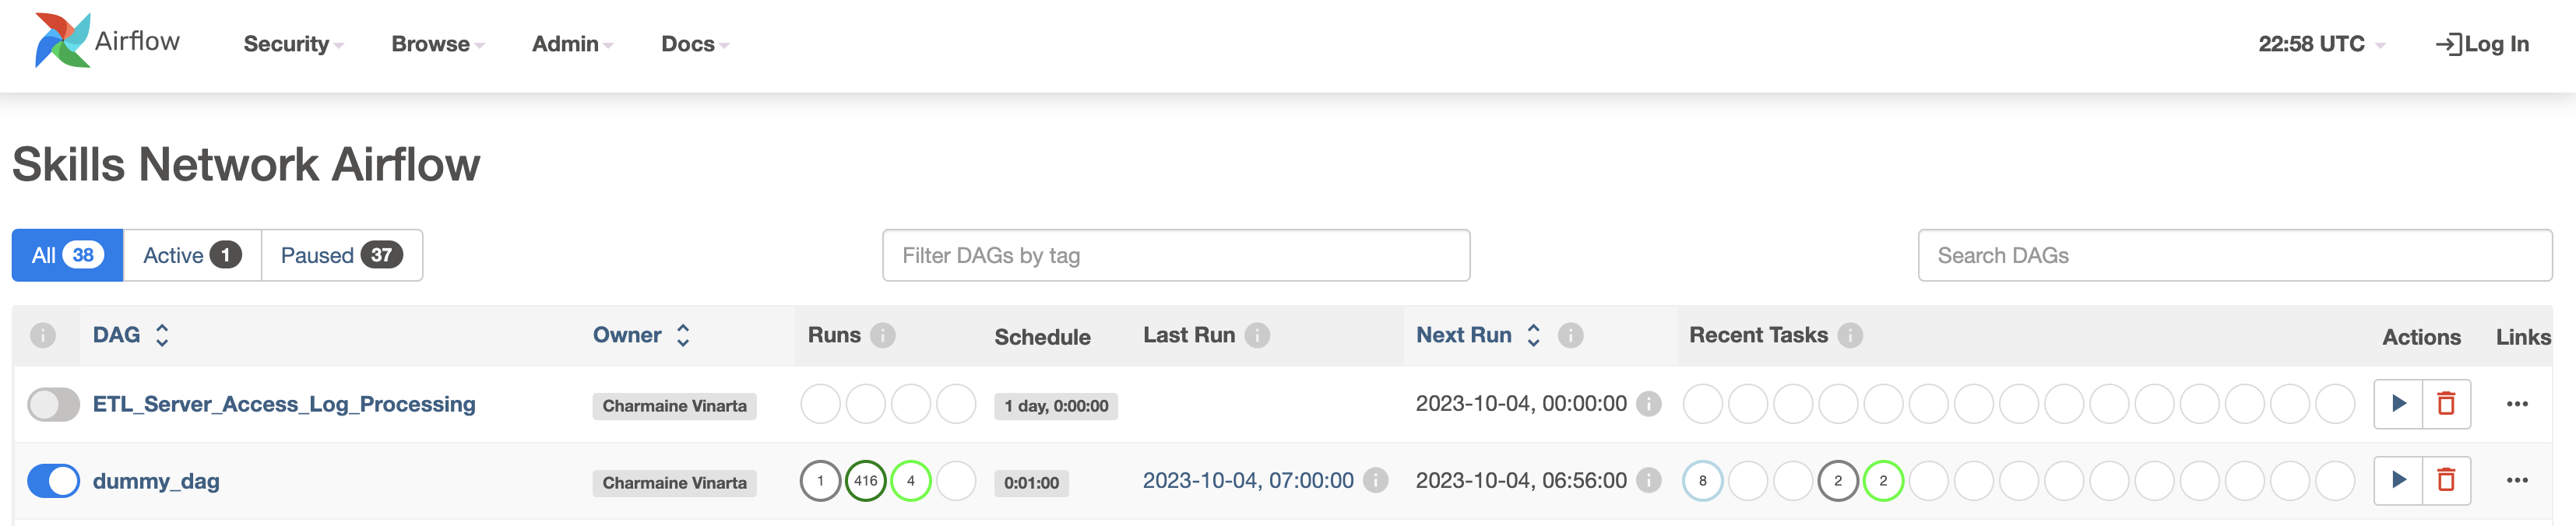 Airflow Security Browse Admin Docs 22:58 UTC Log In
Skills Network Airflow
All 38 Active 1 Paused 37 Filter DAGs by tag Search DAGs
DAG Owner Runs Schedule Last Run Next Run Recent Tasks Actions Links
ETL_Server_Access_Log_Processing Charmaine Vinarta 1 day, 0:00:00 2023-10-04, 00:00:00
dummy_dag Charmaine Vinarta 1 416 4 0:01:00 2023-10-04, 07:00:00 2023-10-04, 06:56:00 8 2 2